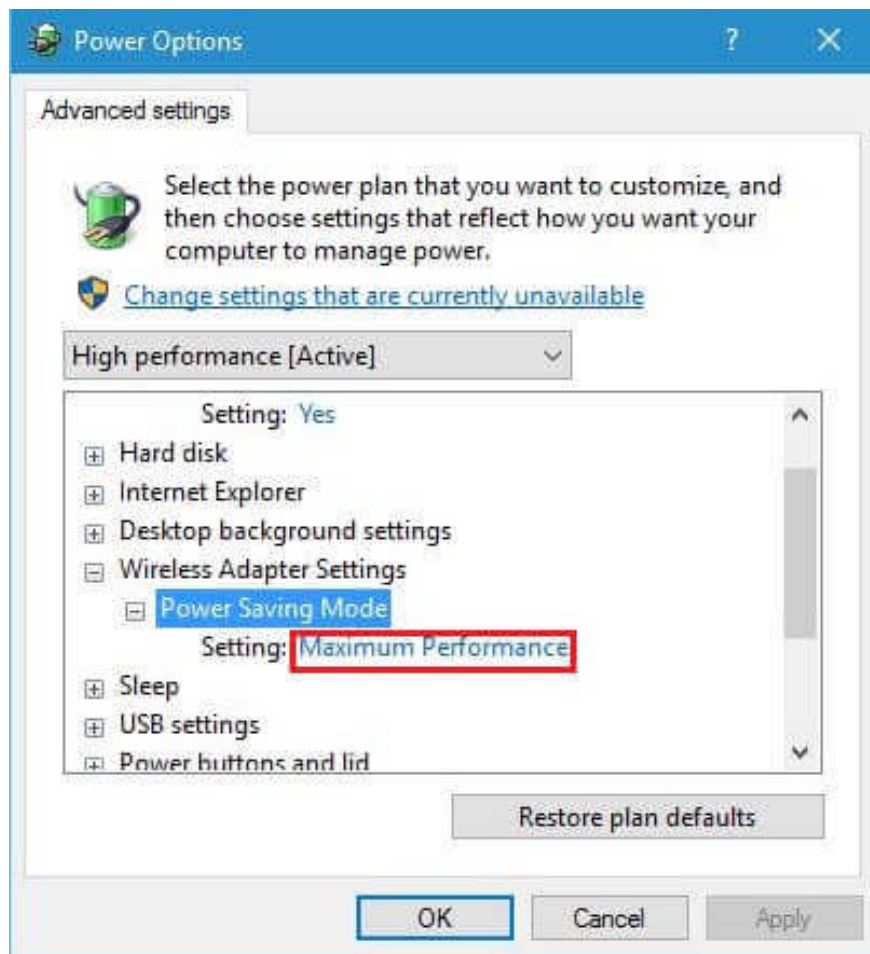 Power Options
?
Advanced settings
Select the power plan that you want to customize, and
then choose settings that reflect how you want your
computer to manage power.
Change settings that are currently unavailable
High performance [Active]
Setting: Yes
Hard disk
Internet Explorer
Desktop background settings
Wireless Adapter Settings
Power Saving Mode
Setting: Maximum Performance
Sleep
USB settings
Power buttons and lid
Restore plan defaults
OK Cancel Apply